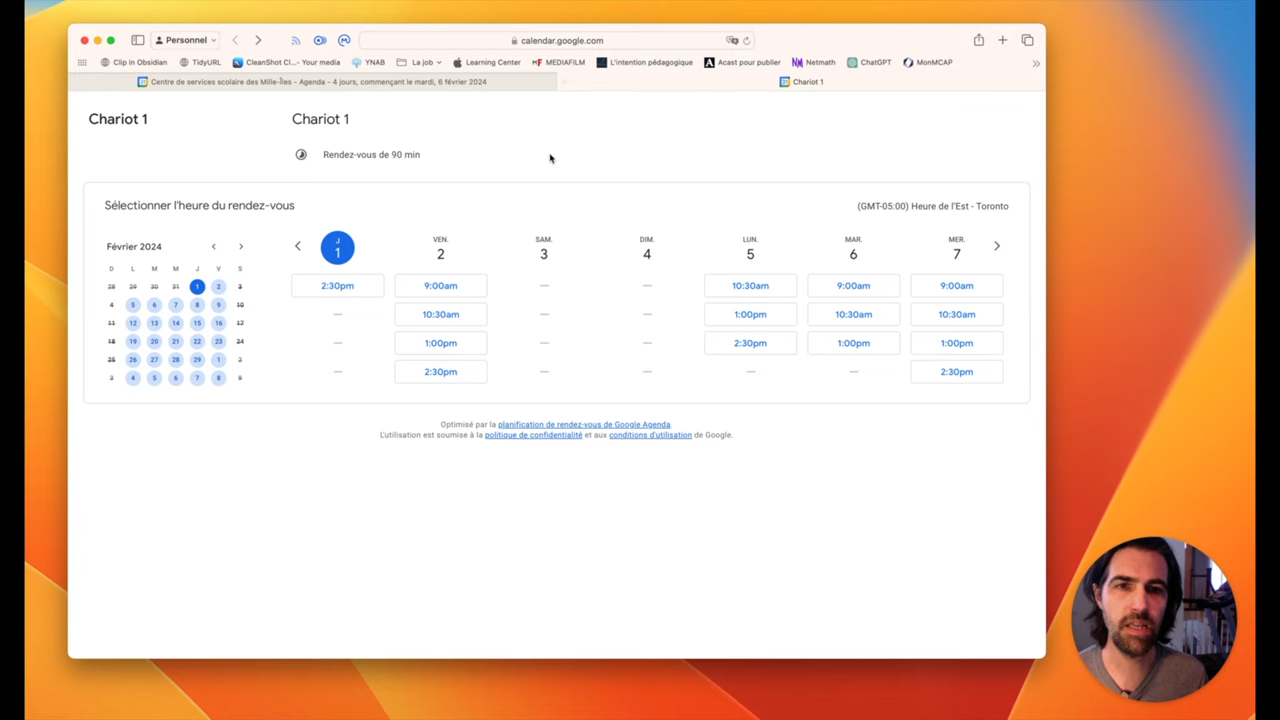 Personnel
calendar.google.com
Clip in Obsidian TidyURL CleanShot Cl...- Your media YNAB La job Learning Center MEDIAFILM L'intention pédagogique Acast pour publier Netmath ChatGPT MonMCAP
Centre de services scolaire des Mille-Îles - Agenda - 4 jours, commençant le mardi, 6 février 2024
Chariot 1
Chariot 1
Chariot 1
Rendez-vous de 90 min
Sélectionner l'heure du rendez-vous
(GMT-05:00) Heure de l'Est - Toronto
Février 2024
D L M M J V S
28 29 30 31 1 2 3
4 5 6 7 8 9 10
11 12 13 14 15 16 17
18 19 20 21 22 23 24
25 26 27 28 29 1 2
3 4 5 6 7 8 9
J VEN. SAM. DIM. LUN. MAR. MER.
1 2 3 4 5 6 7
2:30pm 9:00am — — 10:30am 9:00am 9:00am
— 10:30am — — 1:00pm 10:30am 10:30am
— 1:00pm — — 2:30pm 1:00pm 1:00pm
— 2:30pm — — — — 2:30pm
Optimisé par la planification de rendez-vous de Google Agenda.
L'utilisation est soumise à la politique de confidentialité et aux conditions d'utilisation de Google.